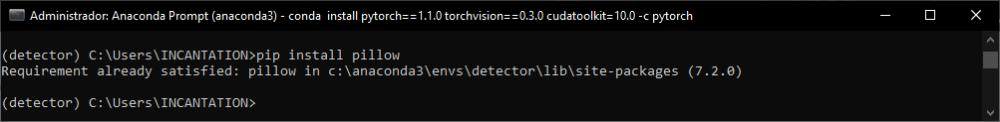 Administrador: Anaconda Prompt (anaconda3) - conda  install pytorch==1.1.0 torchvision==0.3.0 cudatoolkit=10.0 -c pytorch
(detector) C:\Users\INCANTATION>pip install pillow
Requirement already satisfied: pillow in c:\anaconda3\envs\detector\lib\site-packages (7.2.0)
(detector) C:\Users\INCANTATION>